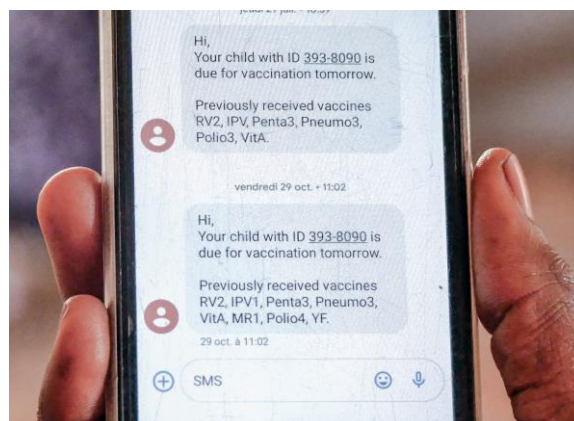 Hi,
Your child with ID 393-8090 is
due for vaccination tomorrow.
Previously received vaccines
RV2, IPV, Penta3, Pneumo3,
Polio3, VitA.
vendredi 29 oct. • 11:02
Hi,
Your child with ID 393-8090 is
due for vaccination tomorrow.
Previously received vaccines
RV2, IPV1, Penta3, Pneumo3,
VitA, MR1, Polio4, YF.
29 oct. à 11:02
SMS